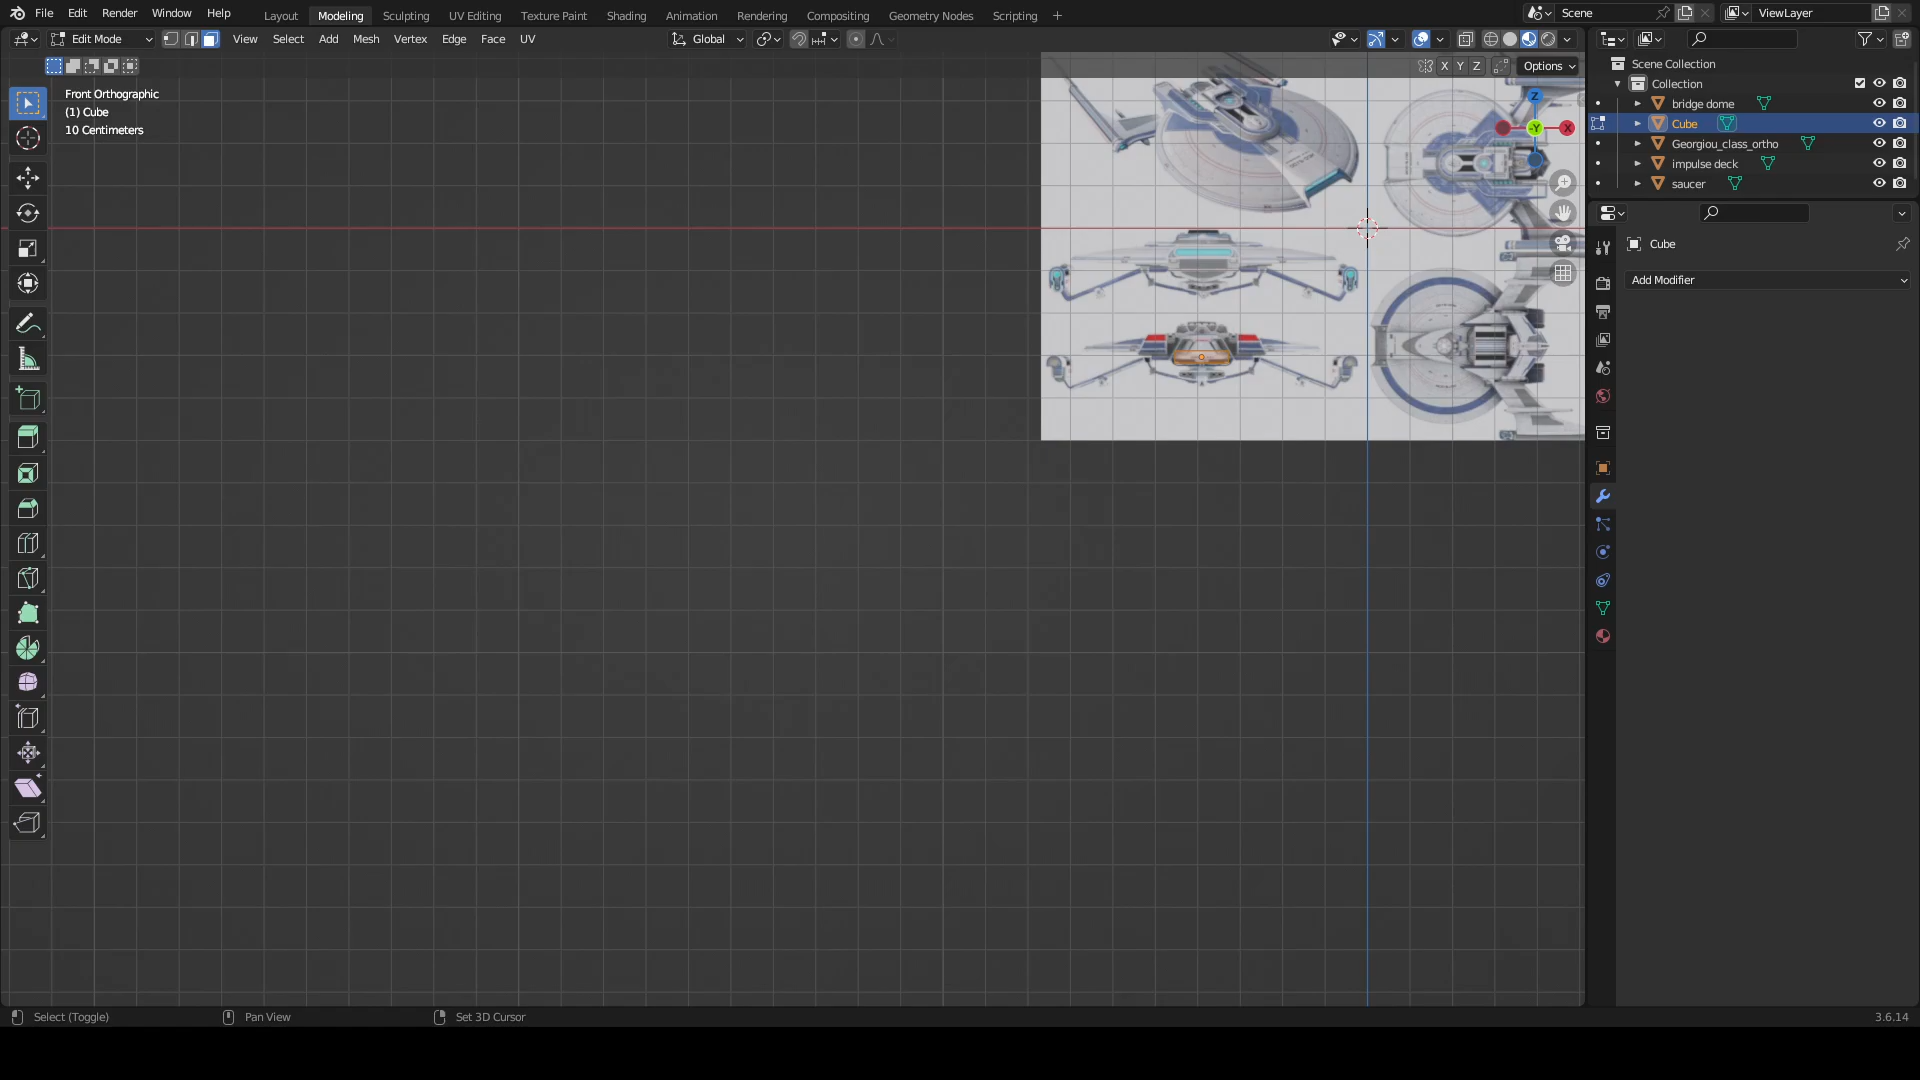 File Edit Render Window Help Layout Modeling Sculpting UV Editing Texture Paint Shading Animation Rendering Compositing Geometry Nodes Scripting + Scene ViewLayer
Edit Mode View Select Add Mesh Vertex Edge Face UV Global
X Y Z Options
Front Orthographic
(1) Cube
10 Centimeters
Z
-Y
X
Scene Collection
Collection
bridge dome
Cube
Georgiou_class_ortho
impulse deck
saucer
Cube
Add Modifier
Select (Toggle) Pan View Set 3D Cursor 3.6.14